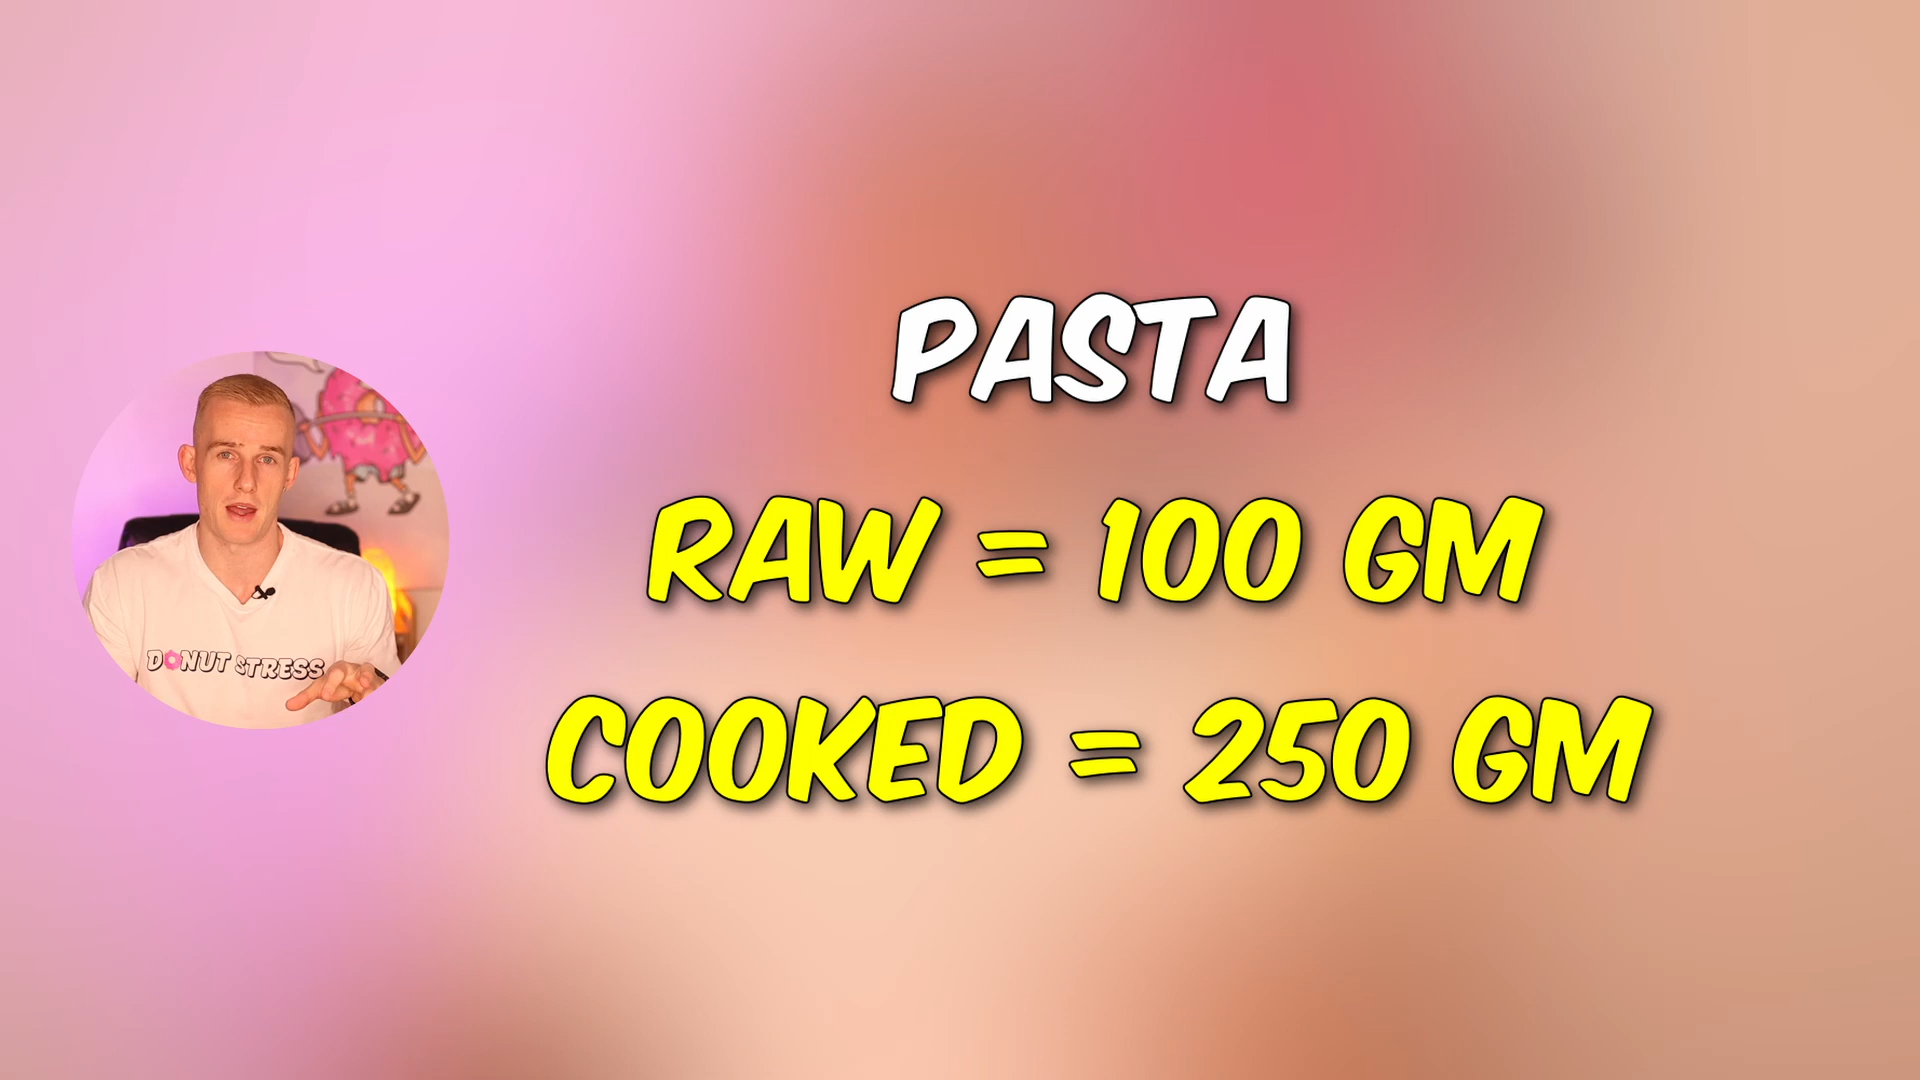 PASTA
RAW = 100 GM
COOKED = 250 GM
DONUT STRESS